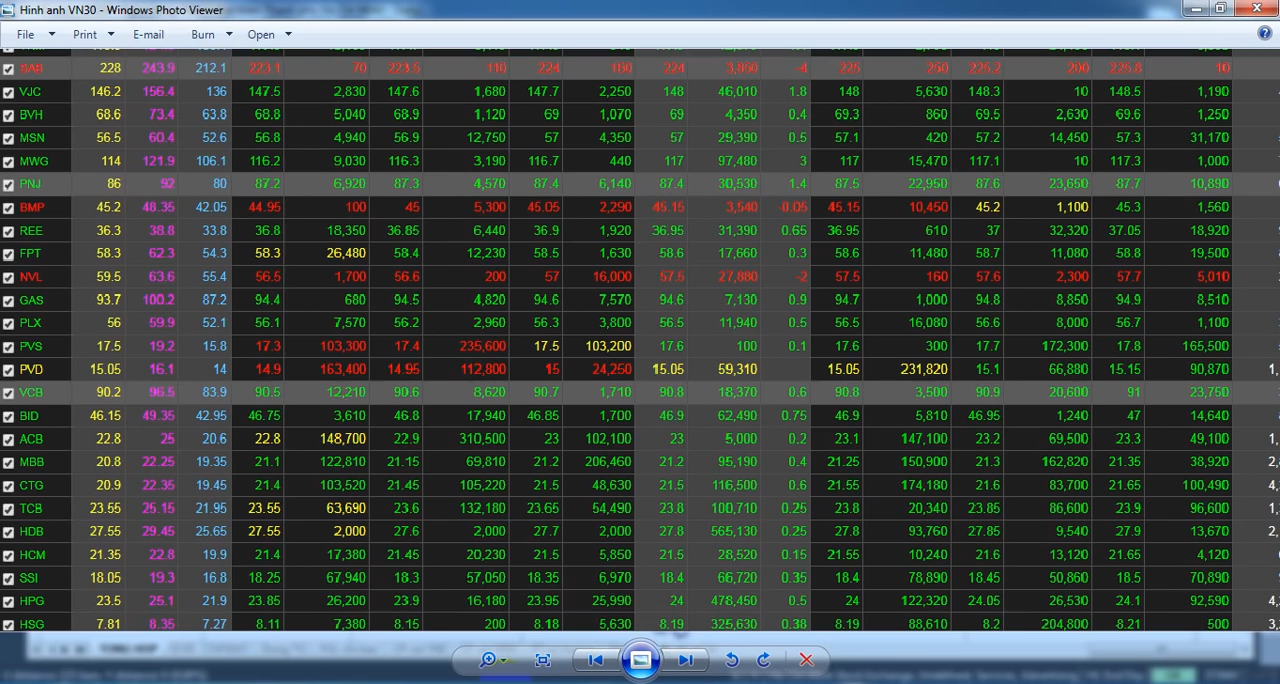 Hinh anh VN30 - Windows Photo Viewer
File Print E-mail Burn Open
SAB 228 243.9 212.1 223.1 70 223.5 110 224 180 224 3,850 -4 225 250 225.2 200 225.8 10
VJC 146.2 156.4 136 147.5 2,830 147.6 1,680 147.7 2,250 148 46,010 1.8 148 5,630 148.3 10 148.5 1,190
BVH 68.6 73.4 63.8 68.8 5,040 68.9 1,120 69 1,070 69 4,350 0.4 69.3 860 69.5 2,630 69.6 1,250
MSN 56.5 60.4 52.6 56.8 4,940 56.9 12,750 57 4,350 57 29,390 0.5 57.1 420 57.2 14,450 57.3 31,170
MWG 114 121.9 106.1 116.2 9,030 116.3 3,190 116.7 440 117 97,480 3 117 15,470 117.1 10 117.3 1,000
PNJ 86 92 80 87.2 6,920 87.3 4,570 87.4 6,140 87.4 30,530 1.4 87.5 22,950 87.6 23,650 87.7 10,890
BMP 45.2 48.35 42.05 44.95 100 45 5,300 45.05 2,290 45.15 3,540 -0.05 45.15 10,450 45.2 1,100 45.3 1,560
REE 36.3 38.8 33.8 36.8 18,350 36.85 6,440 36.9 1,920 36.95 31,390 0.65 36.95 610 37 32,320 37.05 18,920
FPT 58.3 62.3 54.3 58.3 26,480 58.4 12,230 58.5 1,630 58.6 17,660 0.3 58.6 11,480 58.7 11,080 58.8 19,500
NVL 59.5 63.6 55.4 56.5 1,700 56.6 200 57 16,000 57.5 27,880 -2 57.5 160 57.6 2,300 57.7 5,010
GAS 93.7 100.2 87.2 94.4 680 94.5 4,820 94.6 7,570 94.6 7,130 0.9 94.7 1,000 94.8 8,850 94.9 8,510
PLX 56 59.9 52.1 56.1 7,570 56.2 2,960 56.3 3,800 56.5 11,940 0.5 56.5 16,080 56.6 8,000 56.7 1,100
PVS 17.5 19.2 15.8 17.3 103,300 17.4 235,600 17.5 103,200 17.6 100 0.1 17.6 300 17.7 172,300 17.8 165,500
PVD 15.05 16.1 14 14.9 163,400 14.95 112,800 15 24,250 15.05 59,310 15.05 231,820 15.1 66,880 15.15 90,870 1,
VCB 90.2 96.5 83.9 90.5 12,210 90.6 8,620 90.7 1,710 90.8 18,370 0.6 90.8 3,500 90.9 20,600 91 23,750
BID 46.15 49.35 42.95 46.75 3,610 46.8 17,940 46.85 1,700 46.9 62,490 0.75 46.9 5,810 46.95 1,240 47 14,640
ACB 22.8 25 20.6 22.8 148,700 22.9 310,500 23 102,100 23 5,000 0.2 23.1 147,100 23.2 69,500 23.3 49,100 1,
MBB 20.8 22.25 19.35 21.1 122,810 21.15 69,810 21.2 206,460 21.2 95,190 0.4 21.25 150,900 21.3 162,820 21.35 38,920 2,
CTG 20.9 22.35 19.45 21.4 103,520 21.45 105,220 21.5 48,630 21.5 116,500 0.6 21.55 174,180 21.6 83,700 21.65 100,490 4,
TCB 23.55 25.15 21.95 23.55 63,690 23.6 132,180 23.65 54,490 23.8 100,710 0.25 23.8 20,340 23.85 86,600 23.9 96,600 1,
HDB 27.55 29.45 25.65 27.55 2,000 27.6 2,000 27.7 2,000 27.8 565,130 0.25 27.8 93,760 27.85 9,540 27.9 13,670 2,
HCM 21.35 22.8 19.9 21.4 17,380 21.45 20,230 21.5 5,850 21.5 28,520 0.15 21.55 10,240 21.6 13,120 21.65 4,120
SSI 18.05 19.3 16.8 18.25 67,940 18.3 57,050 18.35 6,970 18.4 66,720 0.35 18.4 78,890 18.45 50,860 18.5 70,890
HPG 23.5 25.1 21.9 23.85 26,200 23.9 16,180 23.95 25,990 24 478,450 0.5 24 122,320 24.05 26,530 24.1 92,590 4,
HSG 7.81 8.35 7.27 8.11 7,380 8.15 200 8.18 5,630 8.19 325,630 0.38 8.19 88,610 8.2 204,800 8.21 500 3,